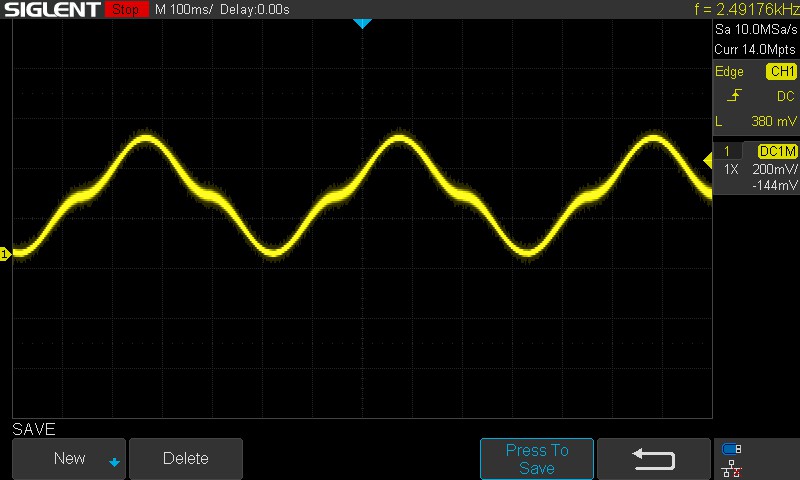 SIGLENT Stop M 100ms/ Delay:0.00s f = 2.49176kHz
Sa 10.0MSa/s
Curr 14.0Mpts
Edge CH1
DC
L 380 mV
1 DC1M
1X 200mV/
-144mV
1
SAVE
New Delete Press To
Save